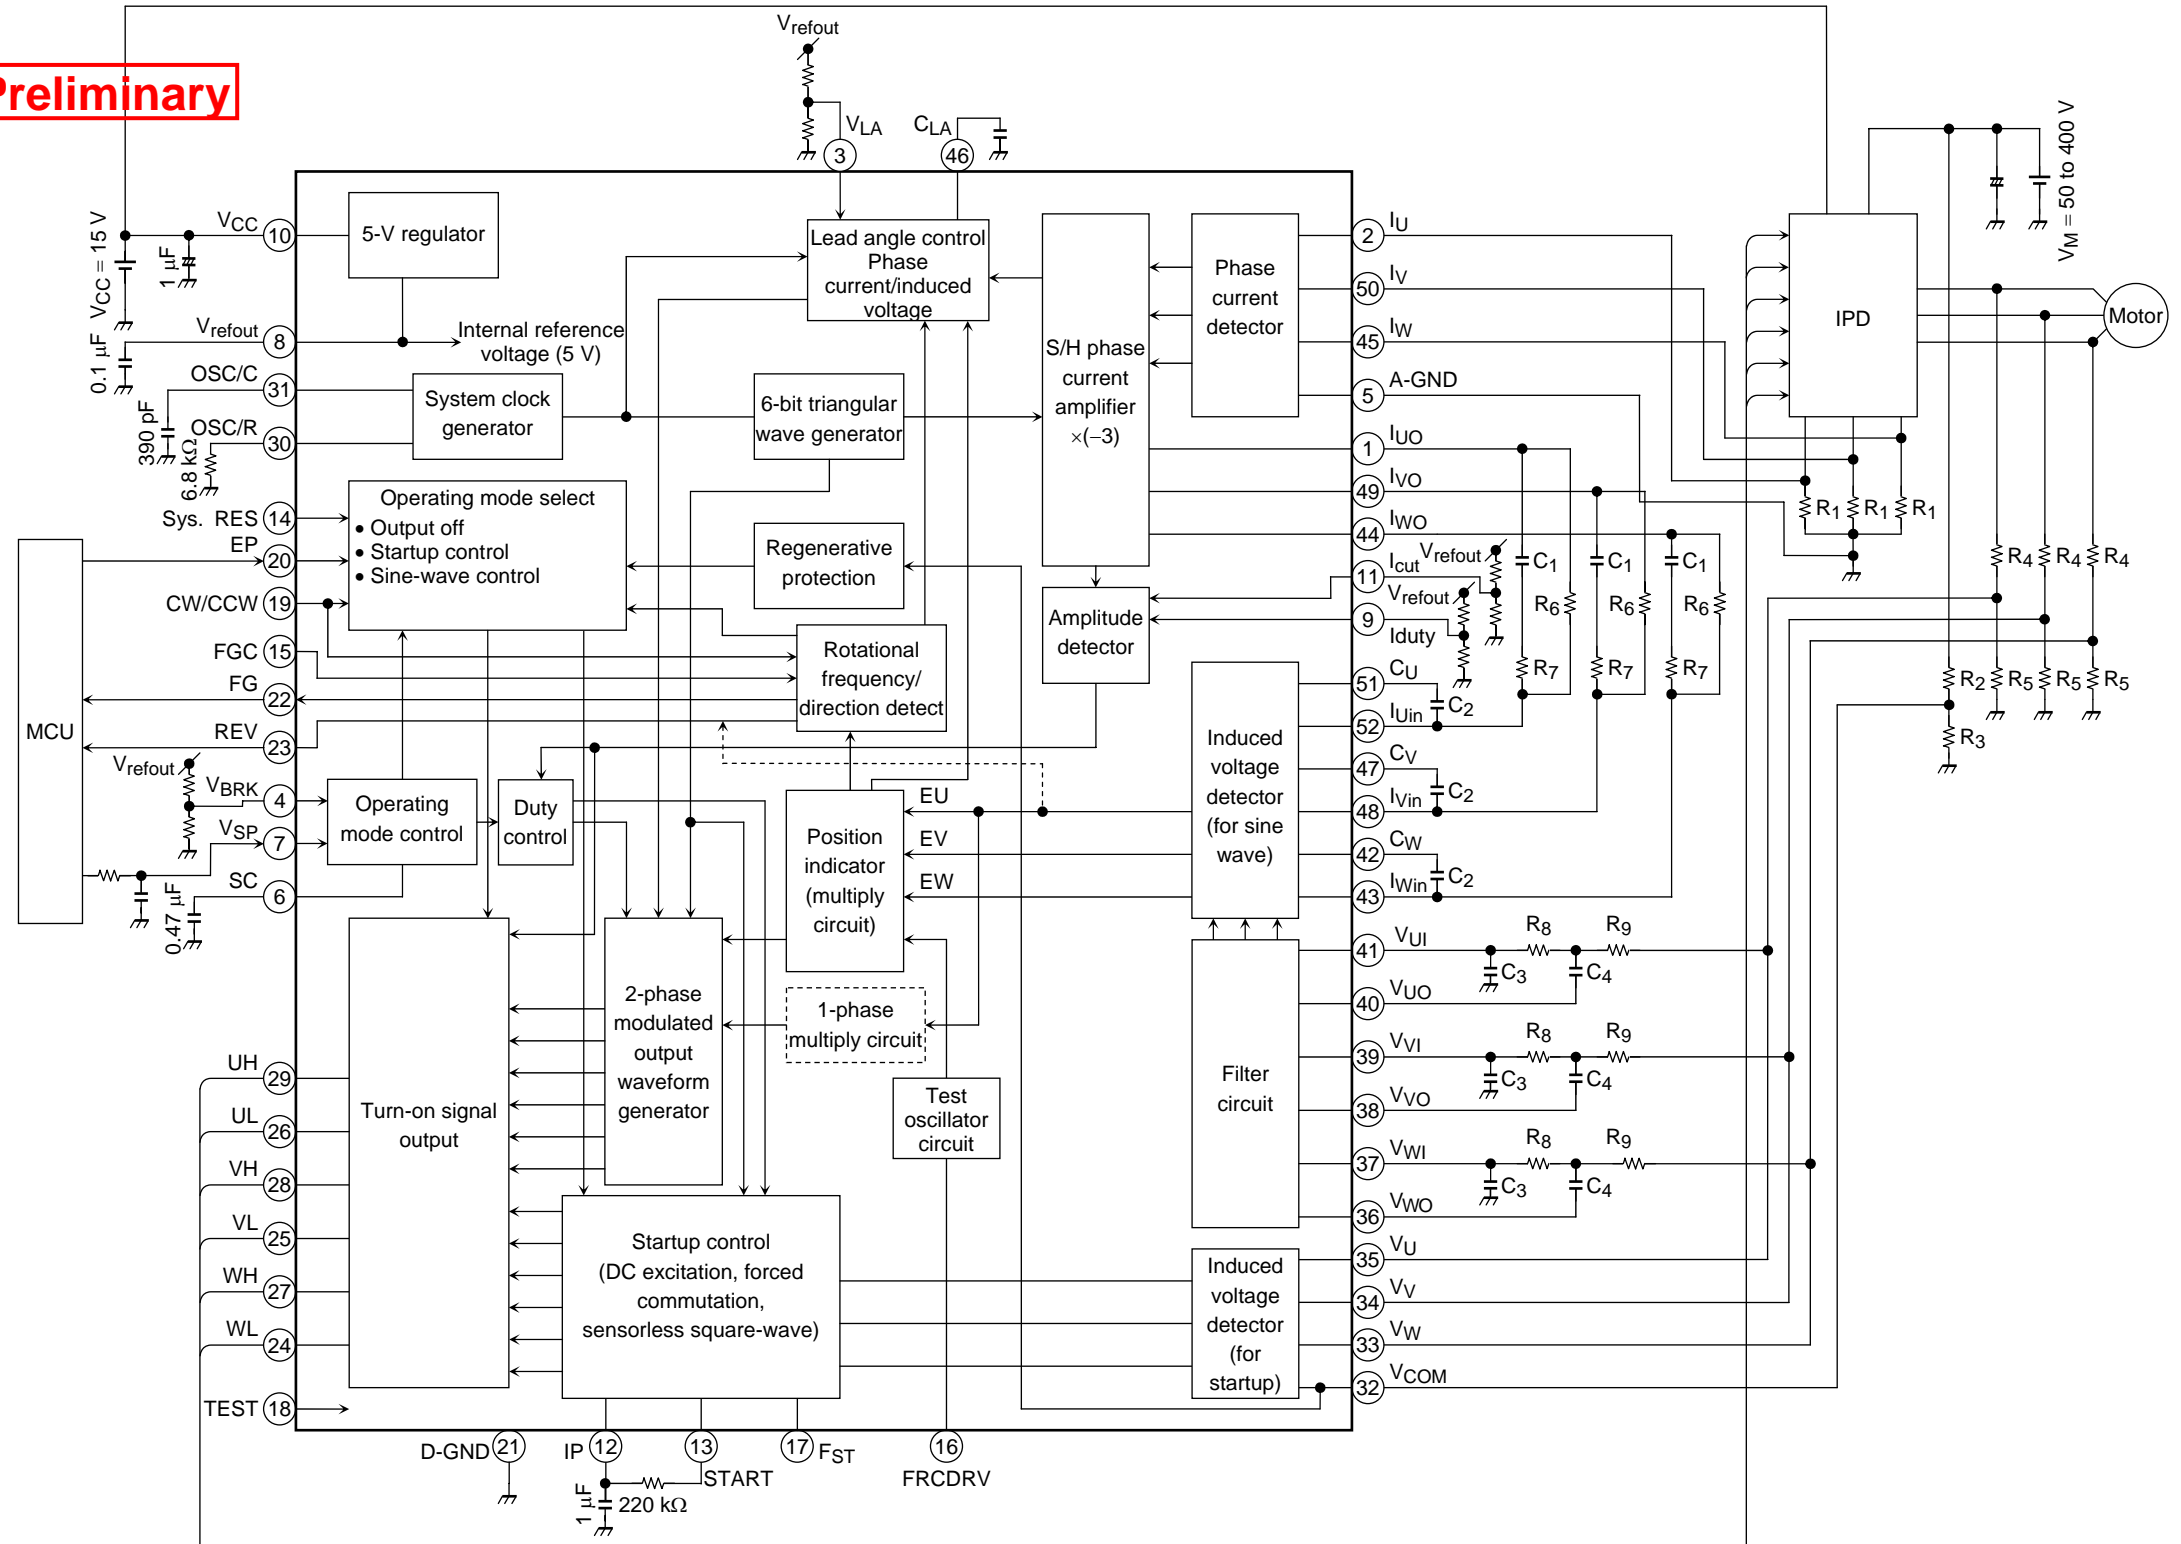 Preliminary
Vrefout
VLA
3
CLA
46
VM = 50 to 400 V
VCC = 15 V
1 μF
VCC
10
5-V regulator
Lead angle control
Phase
current/induced
voltage
Vrefout
8
0.1 μF
Internal reference
voltage (5 V)
OSC/C
31
390 pF
OSC/R
30
6.8 kΩ
System clock
generator
6-bit triangular
wave generator
S/H phase
current
amplifier
×(−3)
Phase
current
detector
2
IU
50
IV
45
IW
5
A-GND
1
IUO
49
IVO
44
IWO
11
Icut
Vrefout
9
Iduty
Vrefout
IPD
Motor
R1
R1
R1
C1
C1
C1
R6
R6
R6
R7
R7
R7
R4
R4
R4
R2
R5
R5
R5
R3
Sys. RES
14
EP
20
CW/CCW
19
FGC
15
FG
22
REV
23
Vrefout
VBRK
4
VSP
7
SC
6
0.47 μF
MCU
Operating mode select
• Output off
• Startup control
• Sine-wave control
Regenerative
protection
Rotational
frequency/
direction detect
Amplitude
detector
Operating
mode control
Duty
control
Position
indicator
(multiply
circuit)
EU
EV
EW
Induced
voltage
detector
(for sine
wave)
51
CU
C2
52
IUin
47
CV
C2
48
IVin
42
CW
C2
43
IWin
2-phase
modulated
output
waveform
generator
1-phase
multiply circuit
Test
oscillator
circuit
Filter
circuit
41
VUI
R8
R9
C3
C4
40
VUO
39
VVI
R8
R9
C3
C4
38
VVO
37
VWI
R8
R9
C3
C4
36
VWO
Turn-on signal
output
UH
29
UL
26
VH
28
VL
25
WH
27
WL
24
TEST
18
Startup control
(DC excitation, forced
commutation,
sensorless square-wave)
Induced
voltage
detector
(for
startup)
35
VU
34
VV
33
VW
32
VCOM
D-GND
21
IP
12
13
START
17
FST
16
FRCDRV
1 μF
220 kΩ